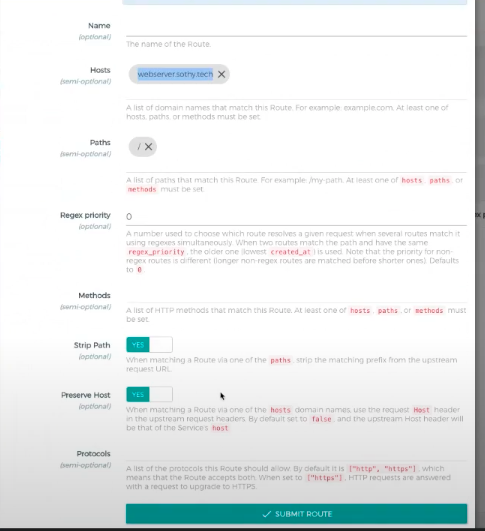 Name
(optional)
The name of the Route.
Hosts
(semi-optional)
webserver.sothy.tech
A list of domain names that match this Route. For example: example.com. At least one of
hosts, paths, or methods must be set.
Paths
(semi-optional)
/
A list of paths that match this Route. For example: /my-path. At least one of hosts, paths, or
methods must be set.
Regex priority
(optional)
0
A number used to choose which route resolves a given request when several routes match it
using regexes simultaneously. When two routes match the path and have the same
regex_priority, the older one (lowest created_at) is used. Note that the priority for non-
regex routes is different (longer non-regex routes are matched before shorter ones). Defaults
to 0
Methods
(semi-optional)
A list of HTTP methods that match this Route. At least one of hosts, paths, or methods must
be set.
Strip Path
(optional)
YES
When matching a Route via one of the paths, strip the matching prefix from the upstream
request URL.
Preserve Host
(optional)
YES
When matching a Route via one of the hosts domain-names, use the request Host header
in the upstream request headers. By default set to false, and the upstream Host header will
be that of the Service's host
Protocols
(semi-optional)
A list of the protocols this Route should allow. By default it is ["http", "https"], which
means that the Route accepts both. When set to ["https"], HTTP requests are answered
with a request to upgrade to HTTPS.
SUBMIT ROUTE